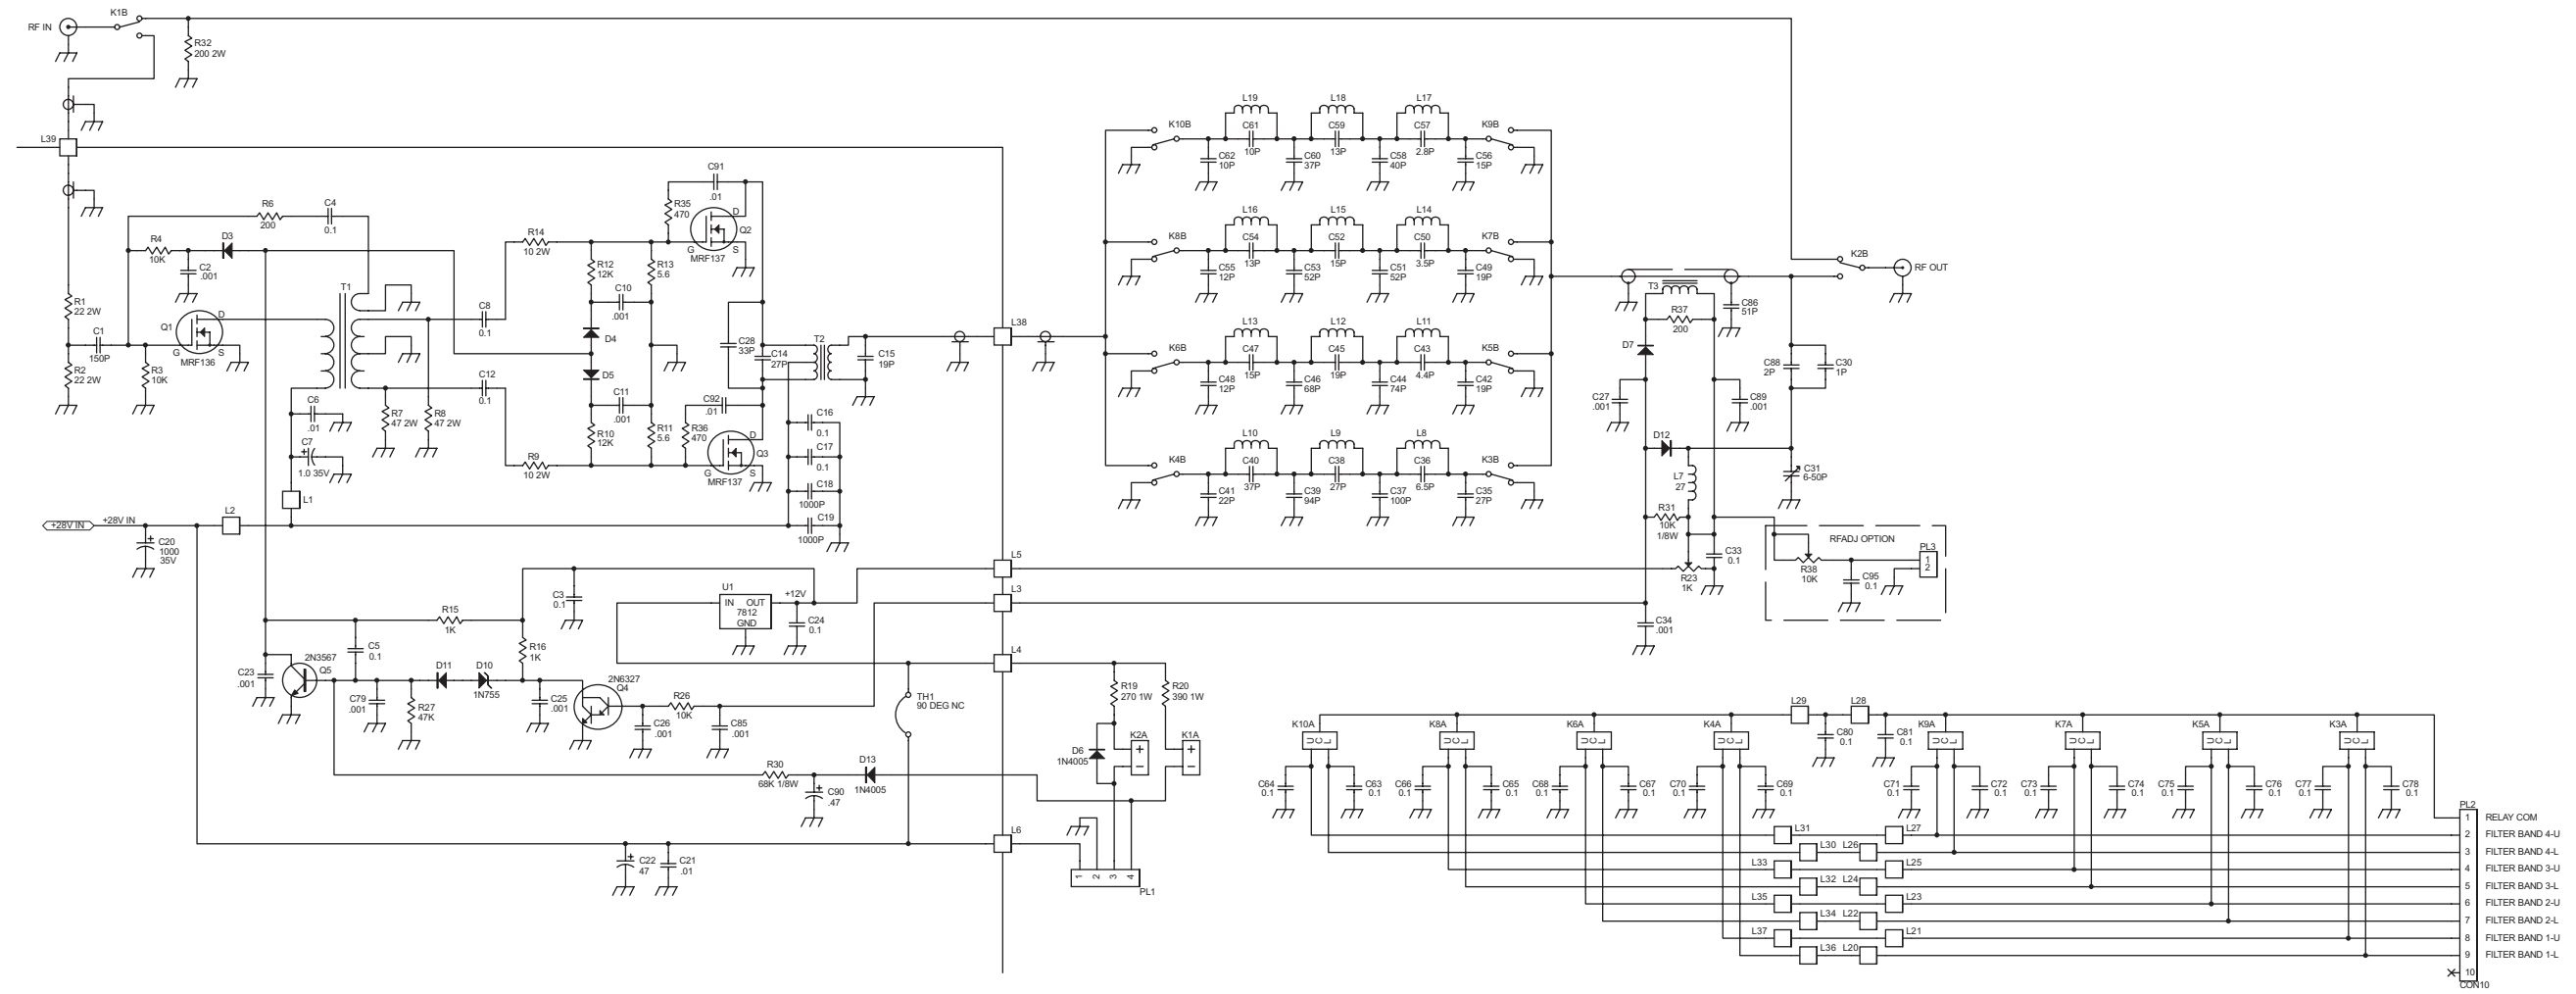 K1B
RF IN
R32
200 2W
L39
R6
200
C4
0.1
R4
10K
D3
C2
.001
R1
22 2W
R2
22 2W
C1
150P
R3
10K
Q1
D
G
S
MRF136
T1
C6
.01
C7
+
1.0 35V
L1
R7
47 2W
R8
47 2W
C8
0.1
C12
0.1
R14
10 2W
R9
10 2W
R12
12K
R13
5.6
C10
.001
D4
D5
C11
.001
R10
12K
R11
5.6
R35
470
C91
.01
D
Q2
G
S
MRF137
C28
33P
C14
27P
C92
.01
R36
470
D
Q3
G
S
MRF137
T2
C15
19P
C16
0.1
C17
0.1
C18
1000P
C19
1000P
L38
+28V IN
+28V IN
L2
+
C20
1000
35V
L5
L3
L4
L6
C3
0.1
U1
IN OUT
7812
GND
+12V
C24
0.1
R15
1K
R16
1K
C5
0.1
2N3567
Q5
C23
.001
C79
.001
R27
47K
D11
D10
1N755
C25
.001
2N6327
Q4
C26
.001
R26
10K
C85
.001
TH1
90 DEG NC
R30
68K 1/8W
D13
1N4005
+
C90
.47
+
C22
47
C21
.01
R19
270 1W
R20
390 1W
D6
1N4005
K2A
+
−
K1A
+
−
1
2
3
4
PL1
K10B
L19
C61
10P
L18
C59
13P
L17
C57
2.8P
K9B
C62
10P
C60
37P
C58
40P
C56
15P
K8B
L16
C54
13P
L15
C52
15P
L14
C50
3.5P
K7B
C55
12P
C53
52P
C51
52P
C49
19P
K6B
L13
C47
15P
L12
C45
19P
L11
C43
4.4P
K5B
C48
12P
C46
68P
C44
74P
C42
19P
K4B
L10
C40
37P
L9
C38
27P
L8
C36
6.5P
K3B
C41
22P
C39
94P
C37
100P
C35
27P
K2B
RF OUT
T3
R37
200
C86
51P
D7
C27
.001
C89
.001
C88
2P
C30
1P
D12
L7
27
C31
6-50P
R31
10K
1/8W
C33
0.1
R23
1K
C34
.001
RFADJ OPTION
R38
10K
C95
0.1
PL3
1
2
L29
L28
C80
0.1
C81
0.1
K10A
U
C
L
K8A
U
C
L
K6A
U
C
L
K4A
U
C
L
K9A
U
C
L
K7A
U
C
L
K5A
U
C
L
K3A
U
C
L
C64
0.1
C63
0.1
C66
0.1
C65
0.1
C68
0.1
C67
0.1
C70
0.1
C69
0.1
C71
0.1
C72
0.1
C73
0.1
C74
0.1
C75
0.1
C76
0.1
C77
0.1
C78
0.1
L31
L27
L30
L26
L33
L25
L32
L24
L35
L23
L34
L22
L37
L21
L36
L20
PL2
1 RELAY COM
2 FILTER BAND 4-U
3 FILTER BAND 4-L
4 FILTER BAND 3-U
5 FILTER BAND 3-L
6 FILTER BAND 2-U
7 FILTER BAND 2-L
8 FILTER BAND 1-U
9 FILTER BAND 1-L
10
CON10